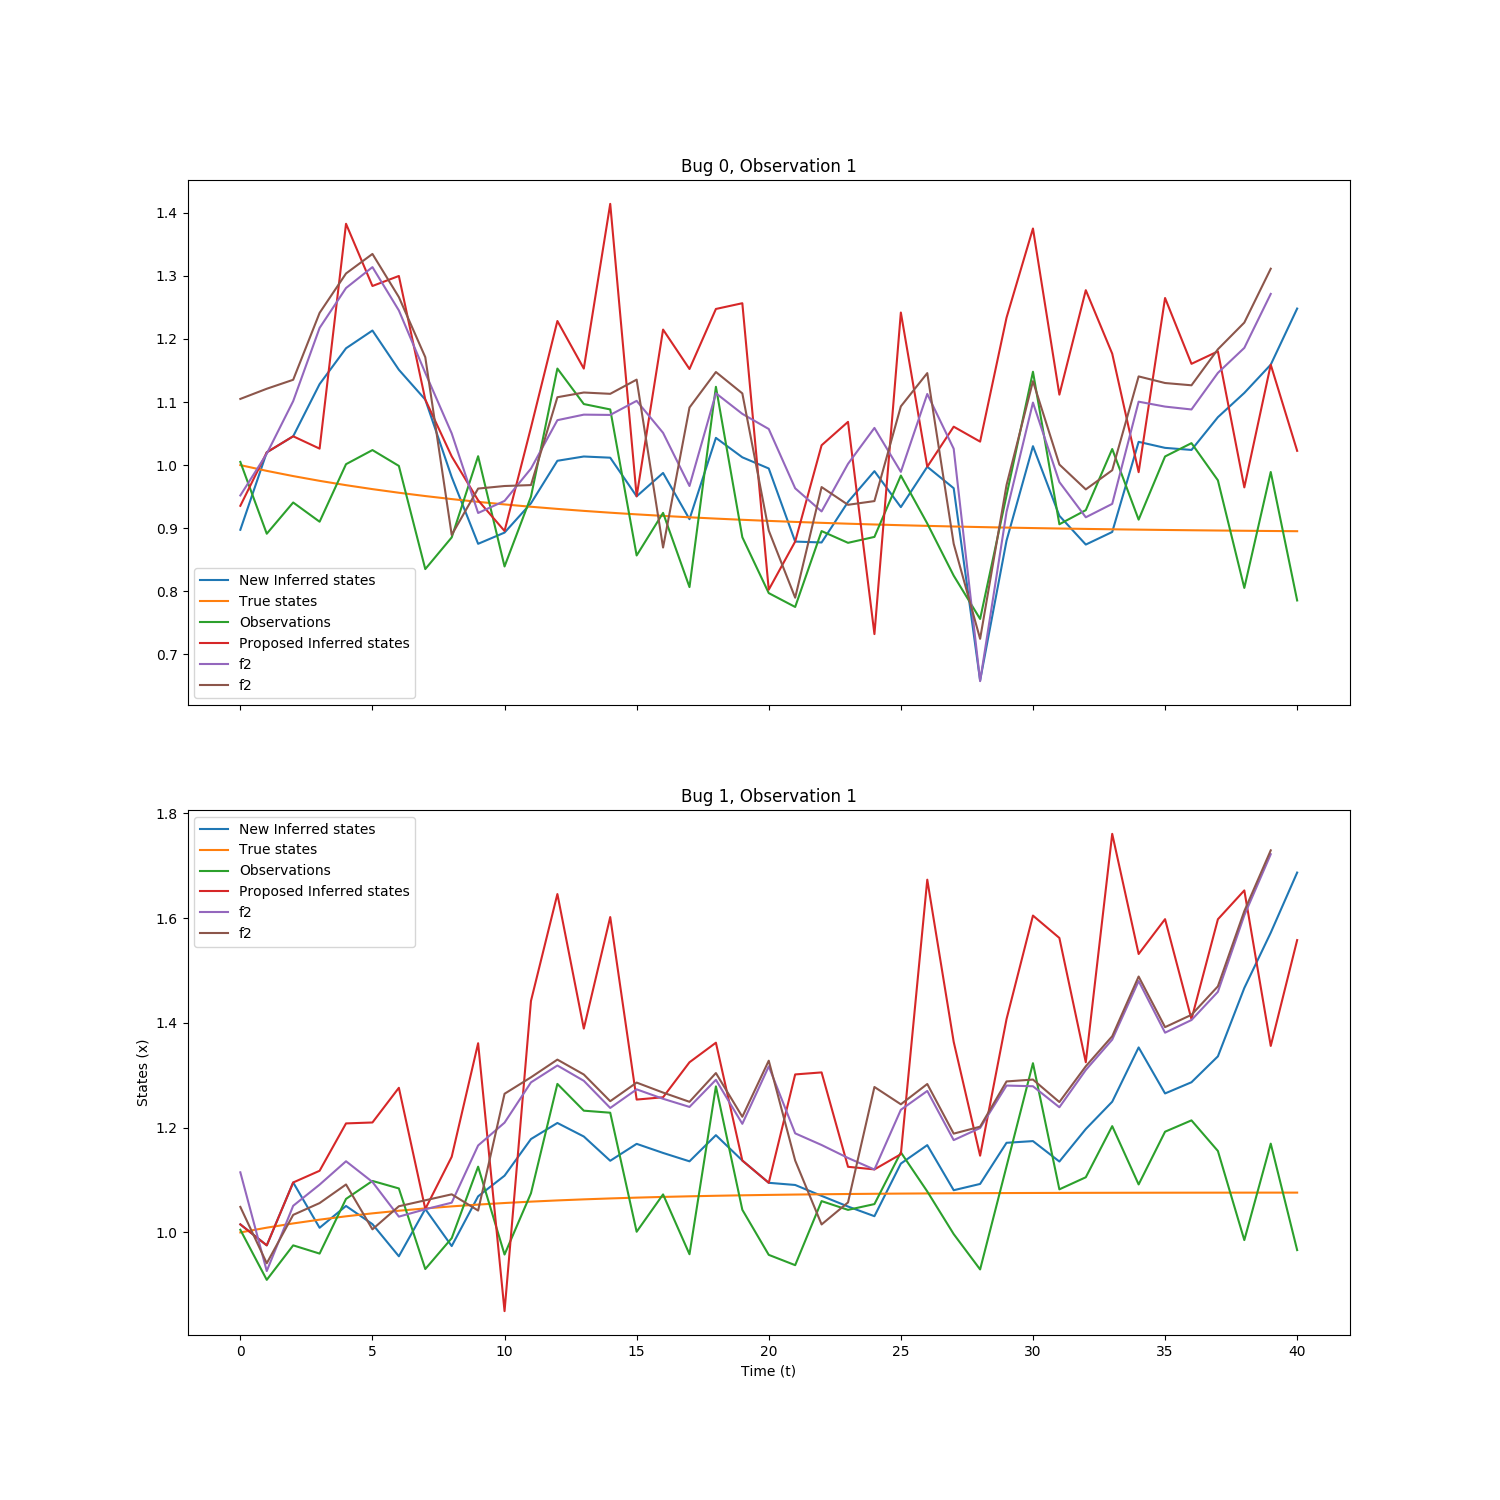 Bug 0, Observation 1
1.4
1.3
1.2
1.1
1.0
0.9
0.8
0.7
New Inferred states
True states
Observations
Proposed Inferred states
f2
f2
Bug 1, Observation 1
1.8
1.6
1.4
1.2
1.0
States (x)
New Inferred states
True states
Observations
Proposed Inferred states
f2
f2
0 5 10 15 20 25 30 35 40
Time (t)